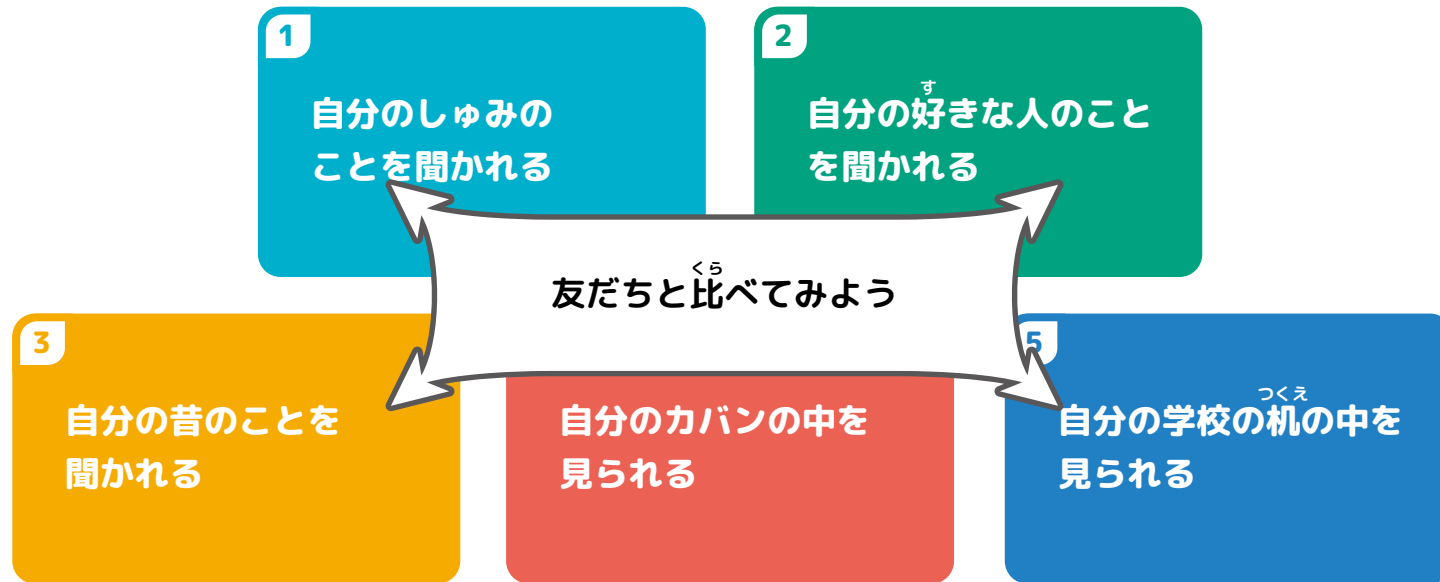 1
自分のしゅみの
ことを聞かれる
2
す
自分の好きな人のこと
を聞かれる
くら
友だちと比べてみよう
3
自分の昔のことを
聞かれる
自分のカバンの中を
見られる
5
つくえ
自分の学校の机の中を
見られる